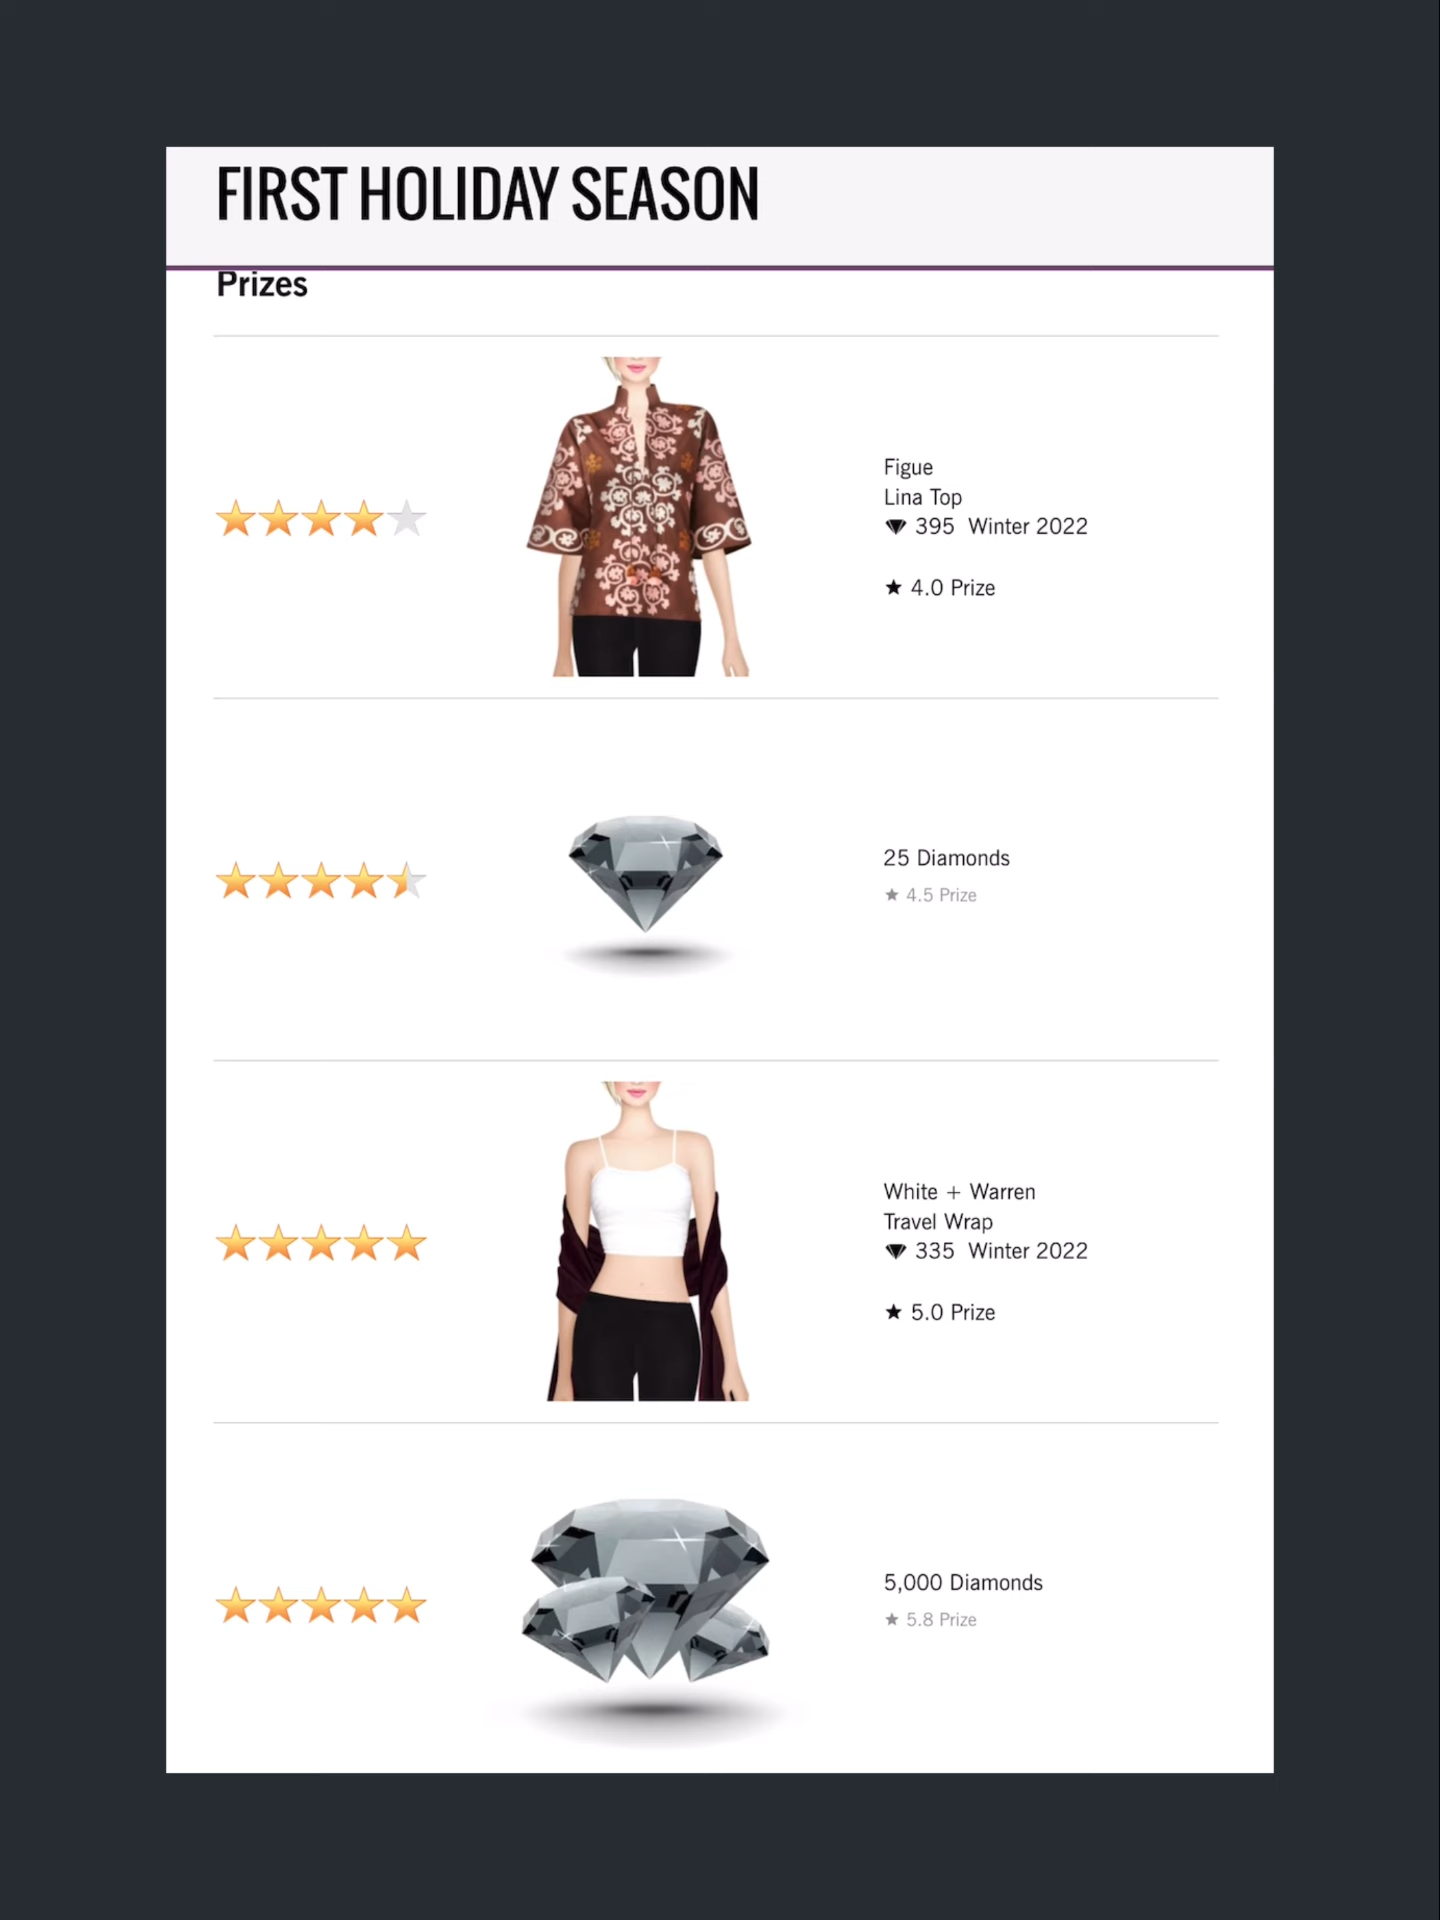 FIRST HOLIDAY SEASON
Prizes
Figue
Lina Top
395 Winter 2022
4.0 Prize
25 Diamonds
4.5 Prize
White + Warren
Travel Wrap
335 Winter 2022
5.0 Prize
5,000 Diamonds
5.8 Prize